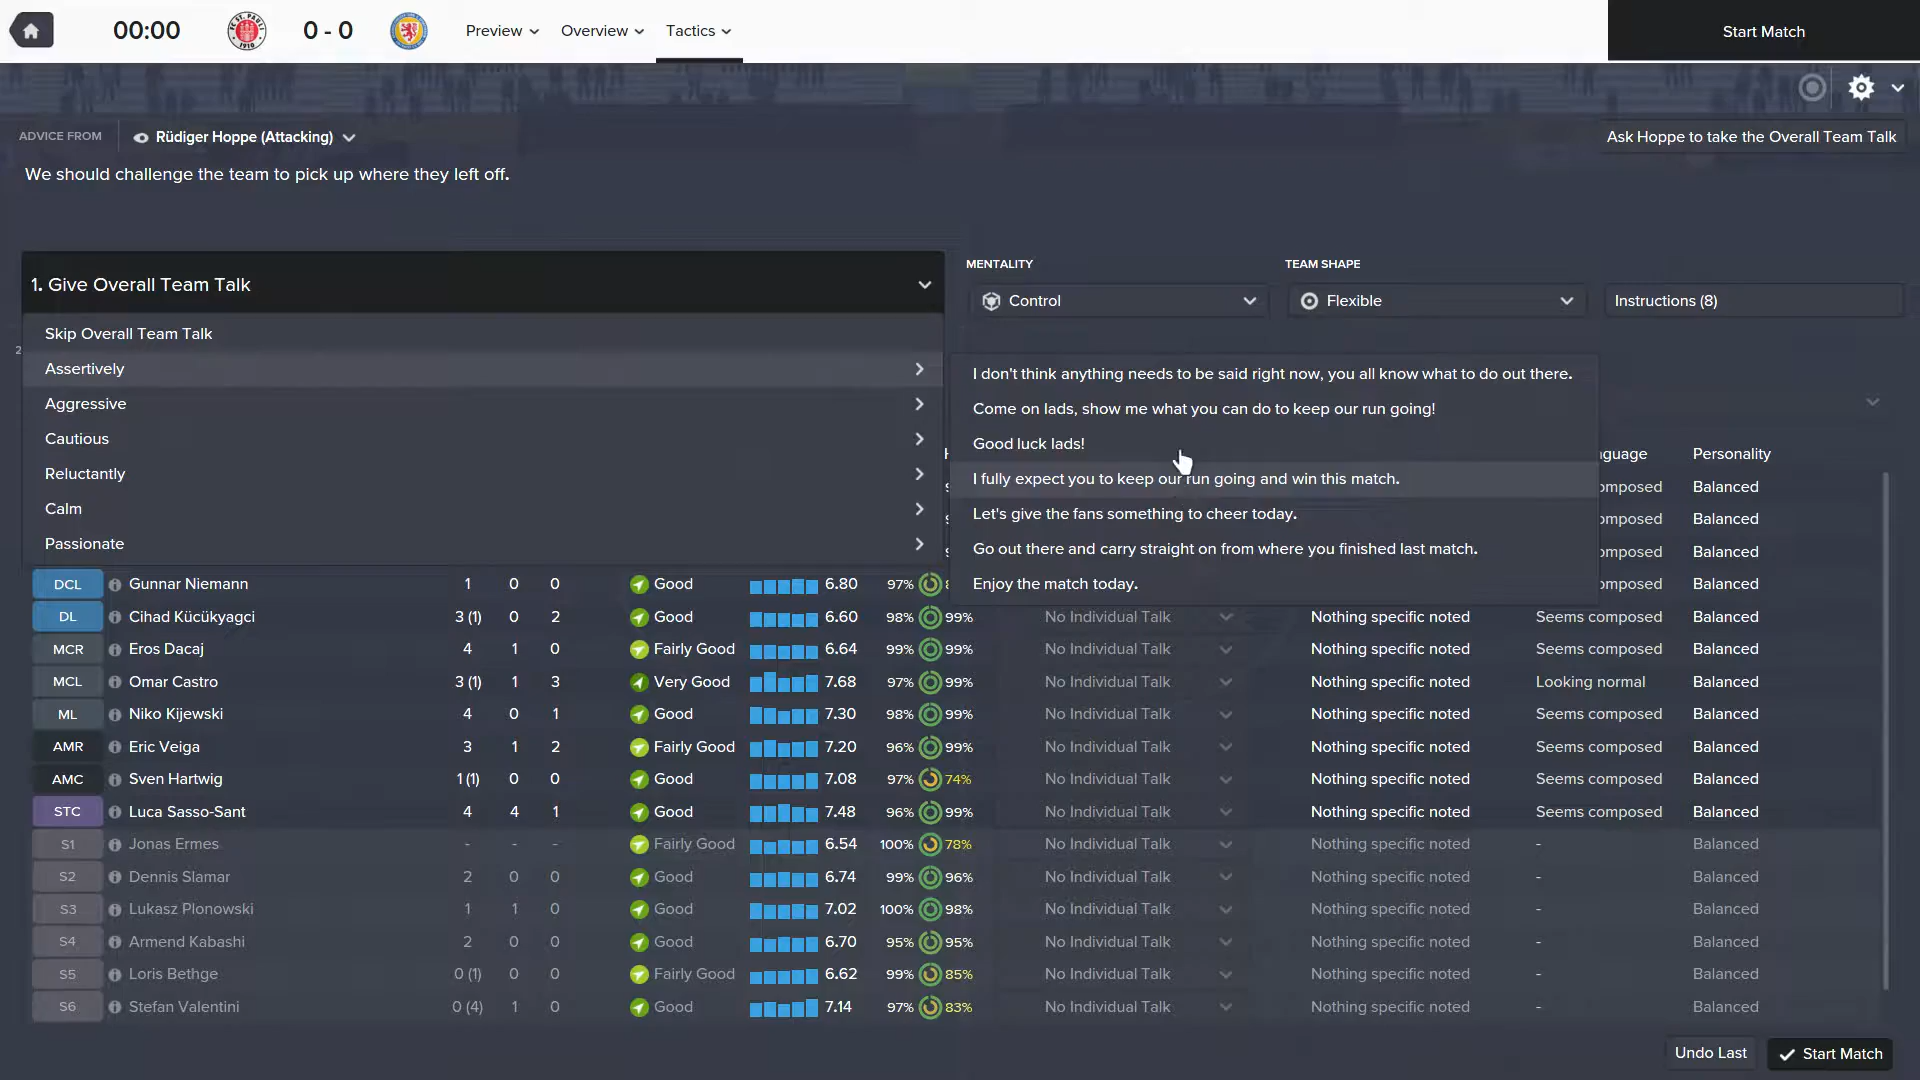 00:00 FC ST. PAULI 1910 0 - 0 Preview Overview Tactics Start Match
ADVICE FROM Rüdiger Hoppe (Attacking) Ask Hoppe to take the Overall Team Talk
We should challenge the team to pick up where they left off.
MENTALITY TEAM SHAPE
1. Give Overall Team Talk Control Flexible Instructions (8)
Skip Overall Team Talk
2
Assertively I don't think anything needs to be said right now, you all know what to do out there.
Aggressive Come on lads, show me what you can do to keep our run going!
Cautious Good luck lads!
Personality
Reluctantly I fully expect you to keep our run going and win this match. Balanced
Calm Let's give the fans something to cheer today. Balanced
Passionate Go out there and carry straight on from where you finished last match. Balanced
DCL Gunnar Niemann 1 0 0 Good 6.80 97% Enjoy the match today. Balanced
DL Cihad Kücükyagci 3 (1) 0 2 Good 6.60 98% 99% No Individual Talk Nothing specific noted Seems composed Balanced
MCR Eros Dacaj 4 1 0 Fairly Good 6.64 99% 99% No Individual Talk Nothing specific noted Seems composed Balanced
MCL Omar Castro 3 (1) 1 3 Very Good 7.68 97% 99% No Individual Talk Nothing specific noted Looking normal Balanced
ML Niko Kijewski 4 0 1 Good 7.30 98% 99% No Individual Talk Nothing specific noted Seems composed Balanced
AMR Eric Veiga 3 1 2 Fairly Good 7.20 96% 99% No Individual Talk Nothing specific noted Seems composed Balanced
AMC Sven Hartwig 1 (1) 0 0 Good 7.08 97% 74% No Individual Talk Nothing specific noted Seems composed Balanced
STC Luca Sasso-Sant 4 4 1 Good 7.48 96% 99% No Individual Talk Nothing specific noted Seems composed Balanced
S1 Jonas Ermes - - - Fairly Good 6.54 100% 78% No Individual Talk Nothing specific noted - Balanced
S2 Dennis Slamar 2 0 0 Good 6.74 99% 96% No Individual Talk Nothing specific noted - Balanced
S3 Lukasz Plonowski 1 1 0 Good 7.02 100% 98% No Individual Talk Nothing specific noted - Balanced
S4 Armend Kabashi 2 0 0 Good 6.70 95% 95% No Individual Talk Nothing specific noted - Balanced
S5 Loris Bethge 0 (1) 0 0 Fairly Good 6.62 99% 85% No Individual Talk Nothing specific noted - Balanced
S6 Stefan Valentini 0 (4) 1 0 Good 7.14 97% 83% No Individual Talk Nothing specific noted - Balanced
Undo Last Start Match